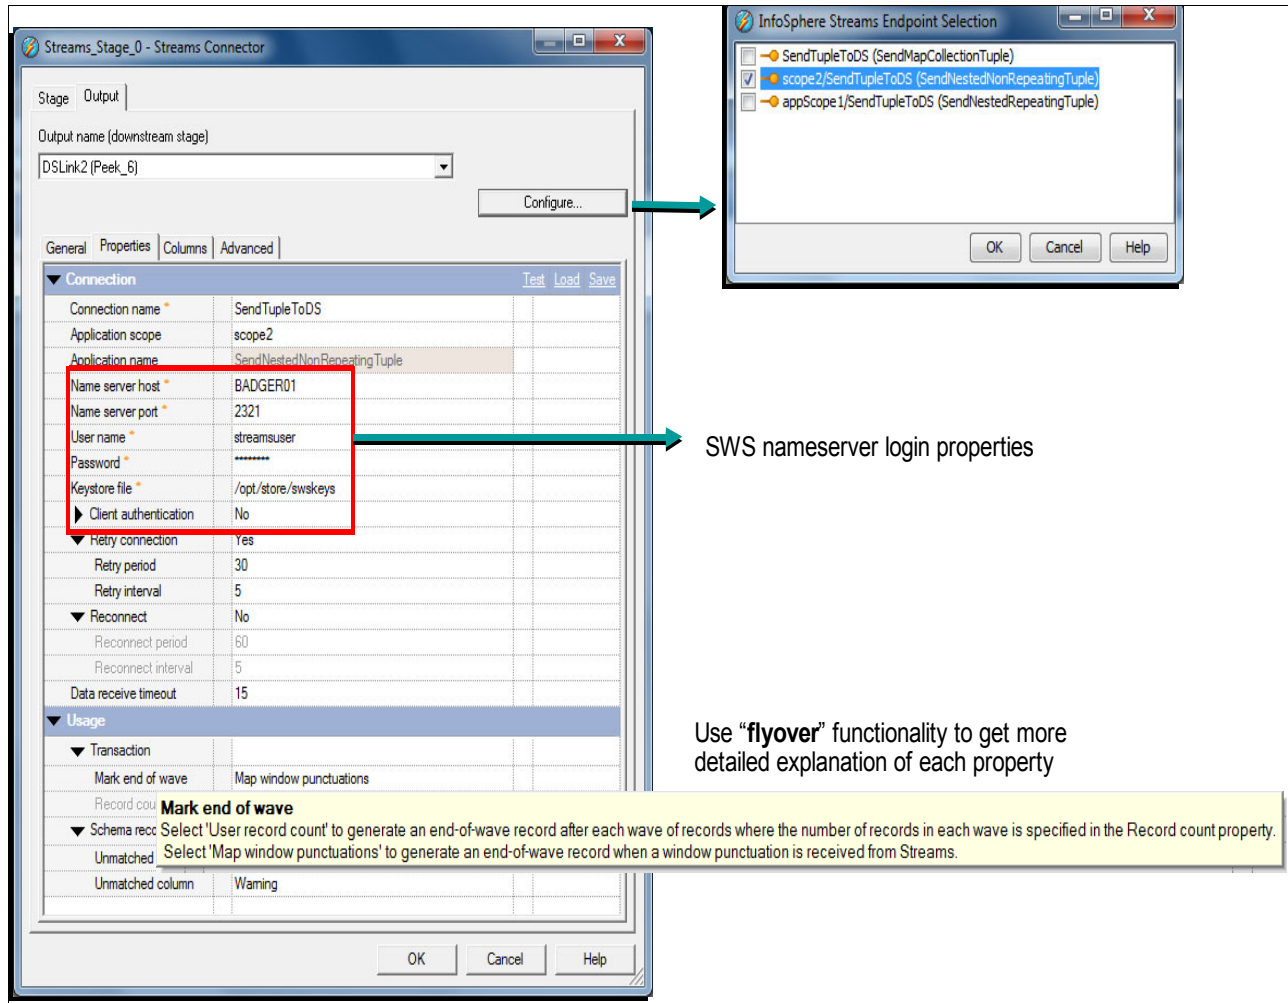 Streams_Stage_0 - Streams Connector
Stage Output
Output name (downstream stage)
DSLink2 (Peek_6)
Configure...
General Properties Columns Advanced
Connection Test Load Save
Connection name * SendTupleToDS
Application scope scope2
Application name SendNestedNonRepeatingTuple
Name server host * BADGER01
Name server port * 2321
User name * streamsuser
Password * ********
Keystore file * /opt/store/swskeys
Client authentication No
Retry connection Yes
Retry period 30
Retry interval 5
Reconnect No
Reconnect period 60
Reconnect interval 5
Data receive timeout 15
Usage
Transaction
Mark end of wave Map window punctuations
Record cou
Schema reco
Unmatched
Unmatched column Warning
OK Cancel Help
InfoSphere Streams Endpoint Selection
SendTupleToDS (SendMapCollectionTuple)
scope2/SendTupleToDS (SendNestedNonRepeatingTuple)
appScope1/SendTupleToDS (SendNestedRepeatingTuple)
OK Cancel Help
SWS nameserver login properties
Use “flyover” functionality to get more
detailed explanation of each property
Mark end of wave
Select 'User record count' to generate an end-of-wave record after each wave of records where the number of records in each wave is specified in the Record count property.
Select 'Map window punctuations' to generate an end-of-wave record when a window punctuation is received from Streams.